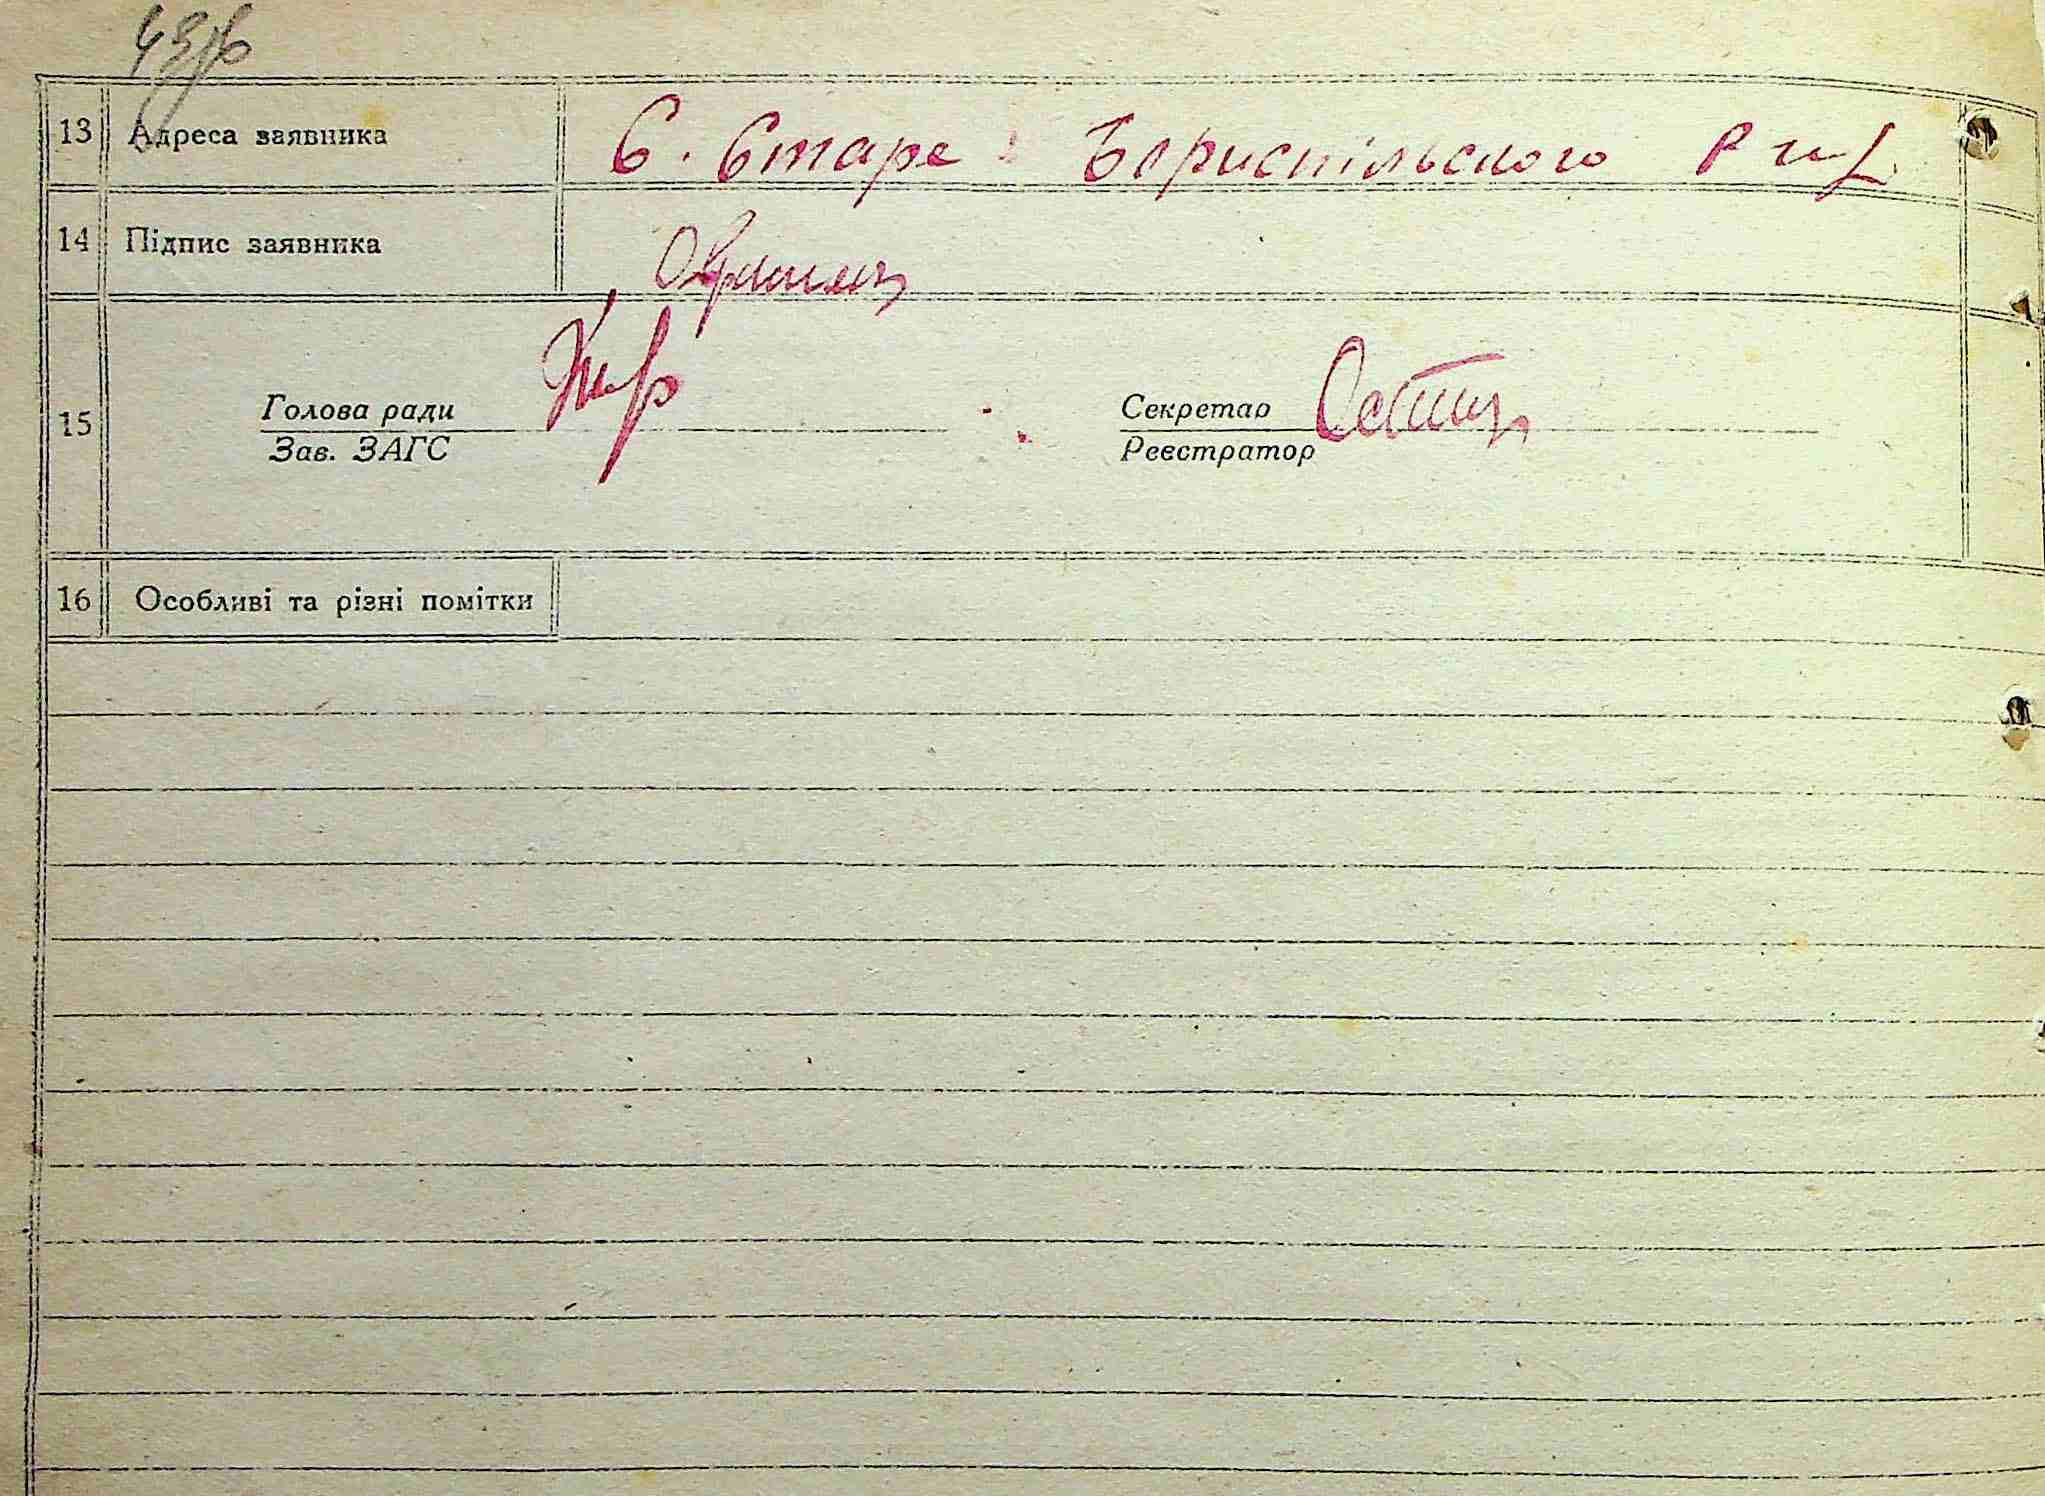 13 Адреса заявника С. Старе Бориспільського р-н.
14 Підпис заявника
15 Голова ради Секретар
Зав. ЗАГС Реєстратор
16 Особливі та різні помітки